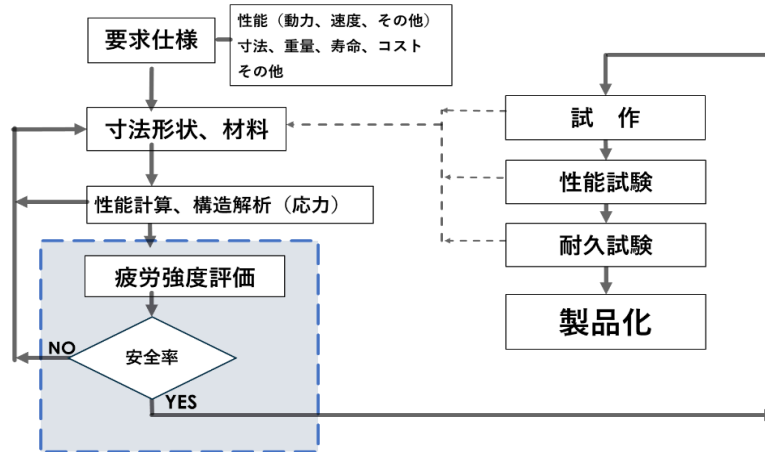 要求仕様
性能（動力、速度、その他）
寸法、重量、寿命、コスト
その他
寸法形状、材料
性能計算、構造解析（応力）
疲労強度評価
安全率
NO
YES
試　作
性能試験
耐久試験
製品化